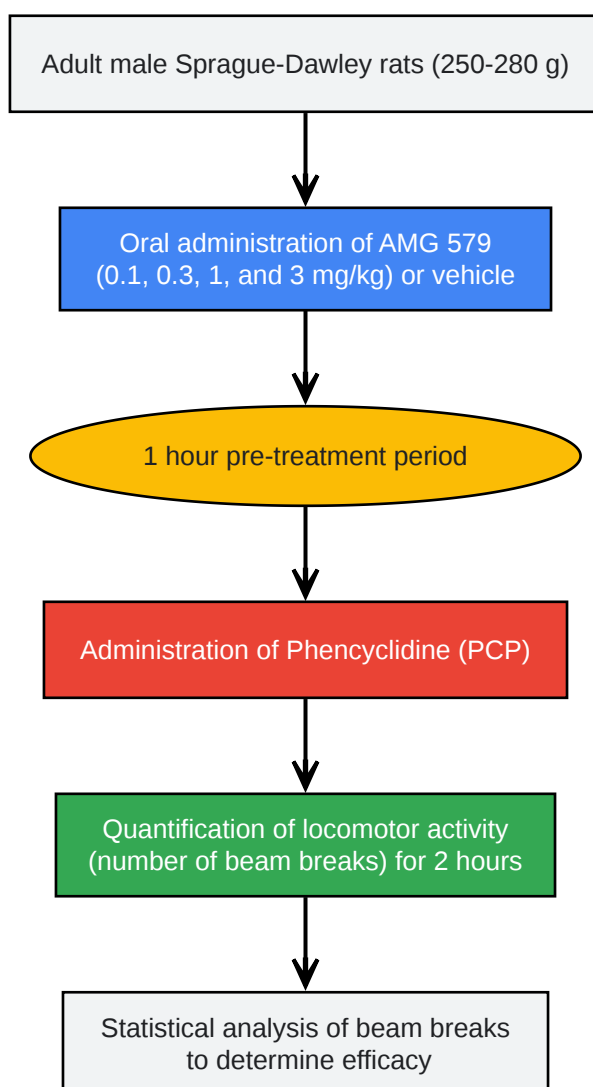 Adult male Sprague-Dawley rats (250-280 g)
Oral administration of AMG 579
(0.1, 0.3, 1, and 3 mg/kg) or vehicle
1 hour pre-treatment period
Administration of Phencyclidine (PCP)
Quantification of locomotor activity
(number of beam breaks) for 2 hours
Statistical analysis of beam breaks
to determine efficacy